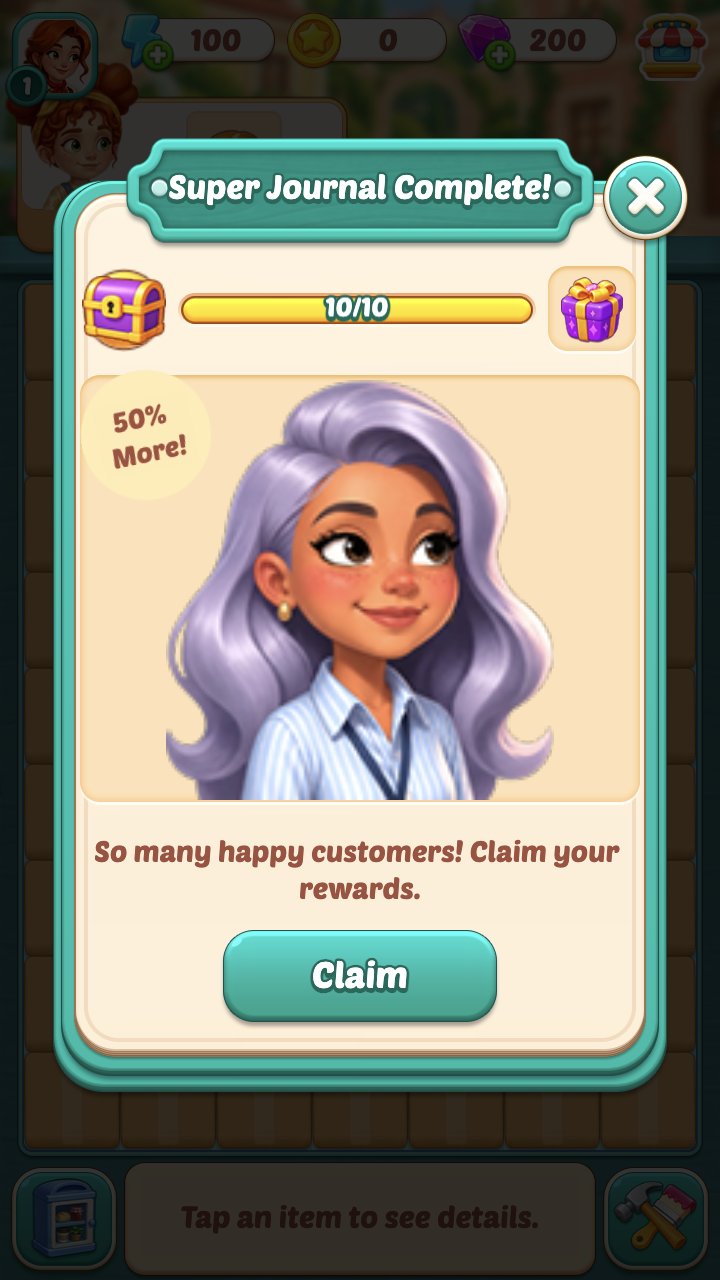 100
0
200
1
Super Journal Complete!
10/10
50%
More!
So many happy customers! Claim your
rewards.
Claim
Tap an item to see details.